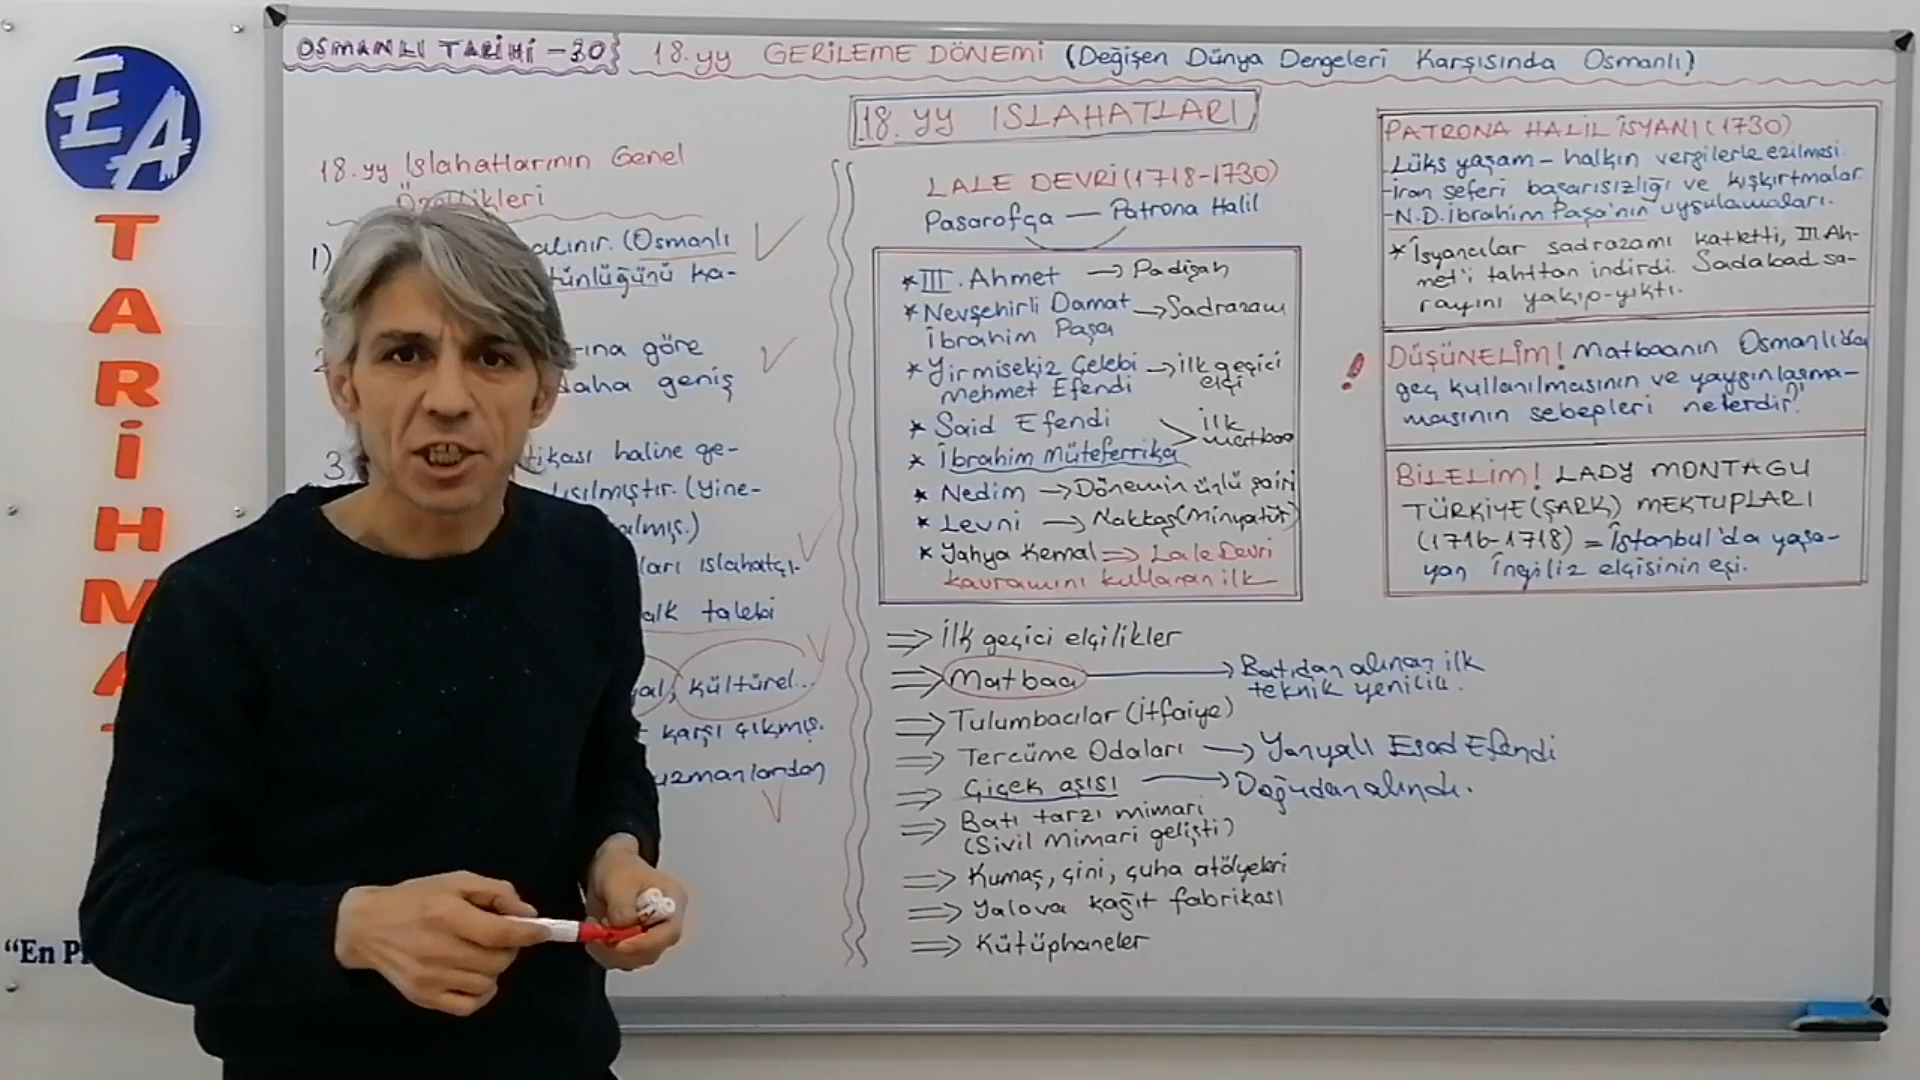 EA
TARİHMA
"En P
OSMANLI TARİHİ -30} 18.yy GERİLEME DÖNEMİ (Değişen Dünya Dengeleri Karşısında Osmanlı)
18.yy ISLAHATLARI
18.yy Islahatlarının Genel
Özellikleri
1) alınır. (Osmanlı
tünlüğünü ka-
rına göre
daha geniş
3 tikası haline ge-
ışılmıştır. (Yine-
almış.)
ları ıslahatçı-
alk talebi
yal, kültürel..
karşı çıkmış.
uzmanlardan
LALE DEVRİ (1718-1730)
Pasarofça — Patrona Halil
* III. Ahmet → Padişah
* Nevşehirli Damat → Sadrazam
İbrahim Paşa
* Yirmisekiz Çelebi → ilk geçici
Mehmet Efendi elçi
* Said Efendi ilk
* İbrahim Müteferrika matbaa
* Nedim → Dönemin ünlü şairi
* Levni → Nakkaş (Minyatür)
* Yahya Kemal ⇒ Lale Devri
kavramını kullanan ilk
⇒ İlk geçici elçilikler
⇒ Matbaa → Batıdan alınan ilk
teknik yenilik.
⇒ Tulumbacılar (İtfaiye)
⇒ Tercüme Odaları → Yanyalı Esad Efendi
⇒ Çiçek aşısı → Doğudan alındı.
⇒ Batı tarzı mimari
(Sivil Mimari gelişti)
⇒ Kumaş, çini, çuha atölyeleri
⇒ Yalova kağıt fabrikası
⇒ Kütüphaneler
PATRONA HALİL İSYANI (1730)
-Lüks yaşam - halkın vergilerle ezilmesi.
-İran seferi başarısızlığı ve kışkırtmalar
-N.D. İbrahim Paşa'nın uygulamaları.
* İsyancılar sadrazamı katletti, III Ah-
met'i tahttan indirdi. Sadabad sa-
rayını yakıp-yıktı.
! DÜŞÜNELİM! Matbaanın Osmanlı'da
geç kullanılmasının ve yaygınlaşma-
masının sebepleri nelerdir?
BİLELİM! LADY MONTAGU
TÜRKİYE (ŞARK) MEKTUPLARI
(1716-1718) = İstanbul'da yaşa-
yan İngiliz elçisinin eşi.